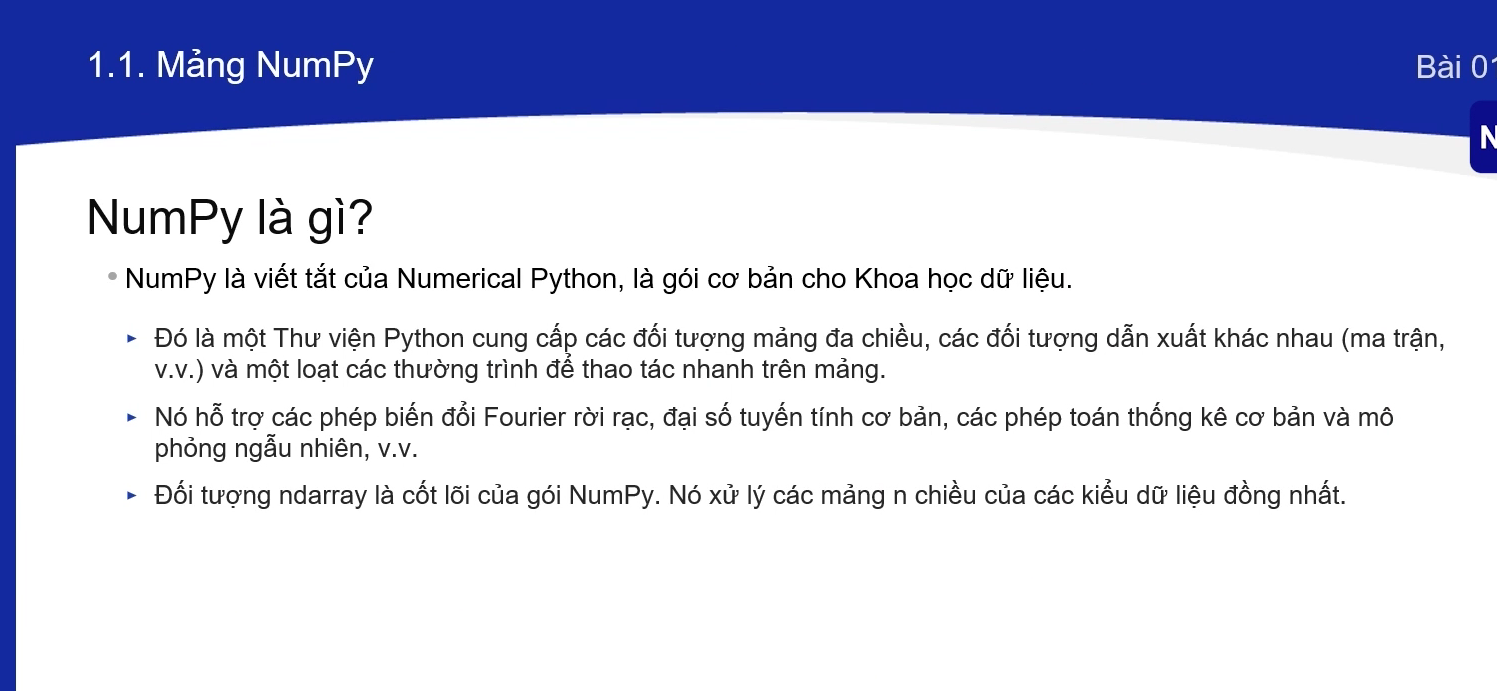 1.1. Mảng NumPy
Bài 01
N
NumPy là gì?
• NumPy là viết tắt của Numerical Python, là gói cơ bản cho Khoa học dữ liệu.
► Đó là một Thư viện Python cung cấp các đối tượng mảng đa chiều, các đối tượng dẫn xuất khác nhau (ma trận,
v.v.) và một loạt các thường trình để thao tác nhanh trên mảng.
► Nó hỗ trợ các phép biến đổi Fourier rời rạc, đại số tuyến tính cơ bản, các phép toán thống kê cơ bản và mô
phỏng ngẫu nhiên, v.v.
► Đối tượng ndarray là cốt lõi của gói NumPy. Nó xử lý các mảng n chiều của các kiểu dữ liệu đồng nhất.